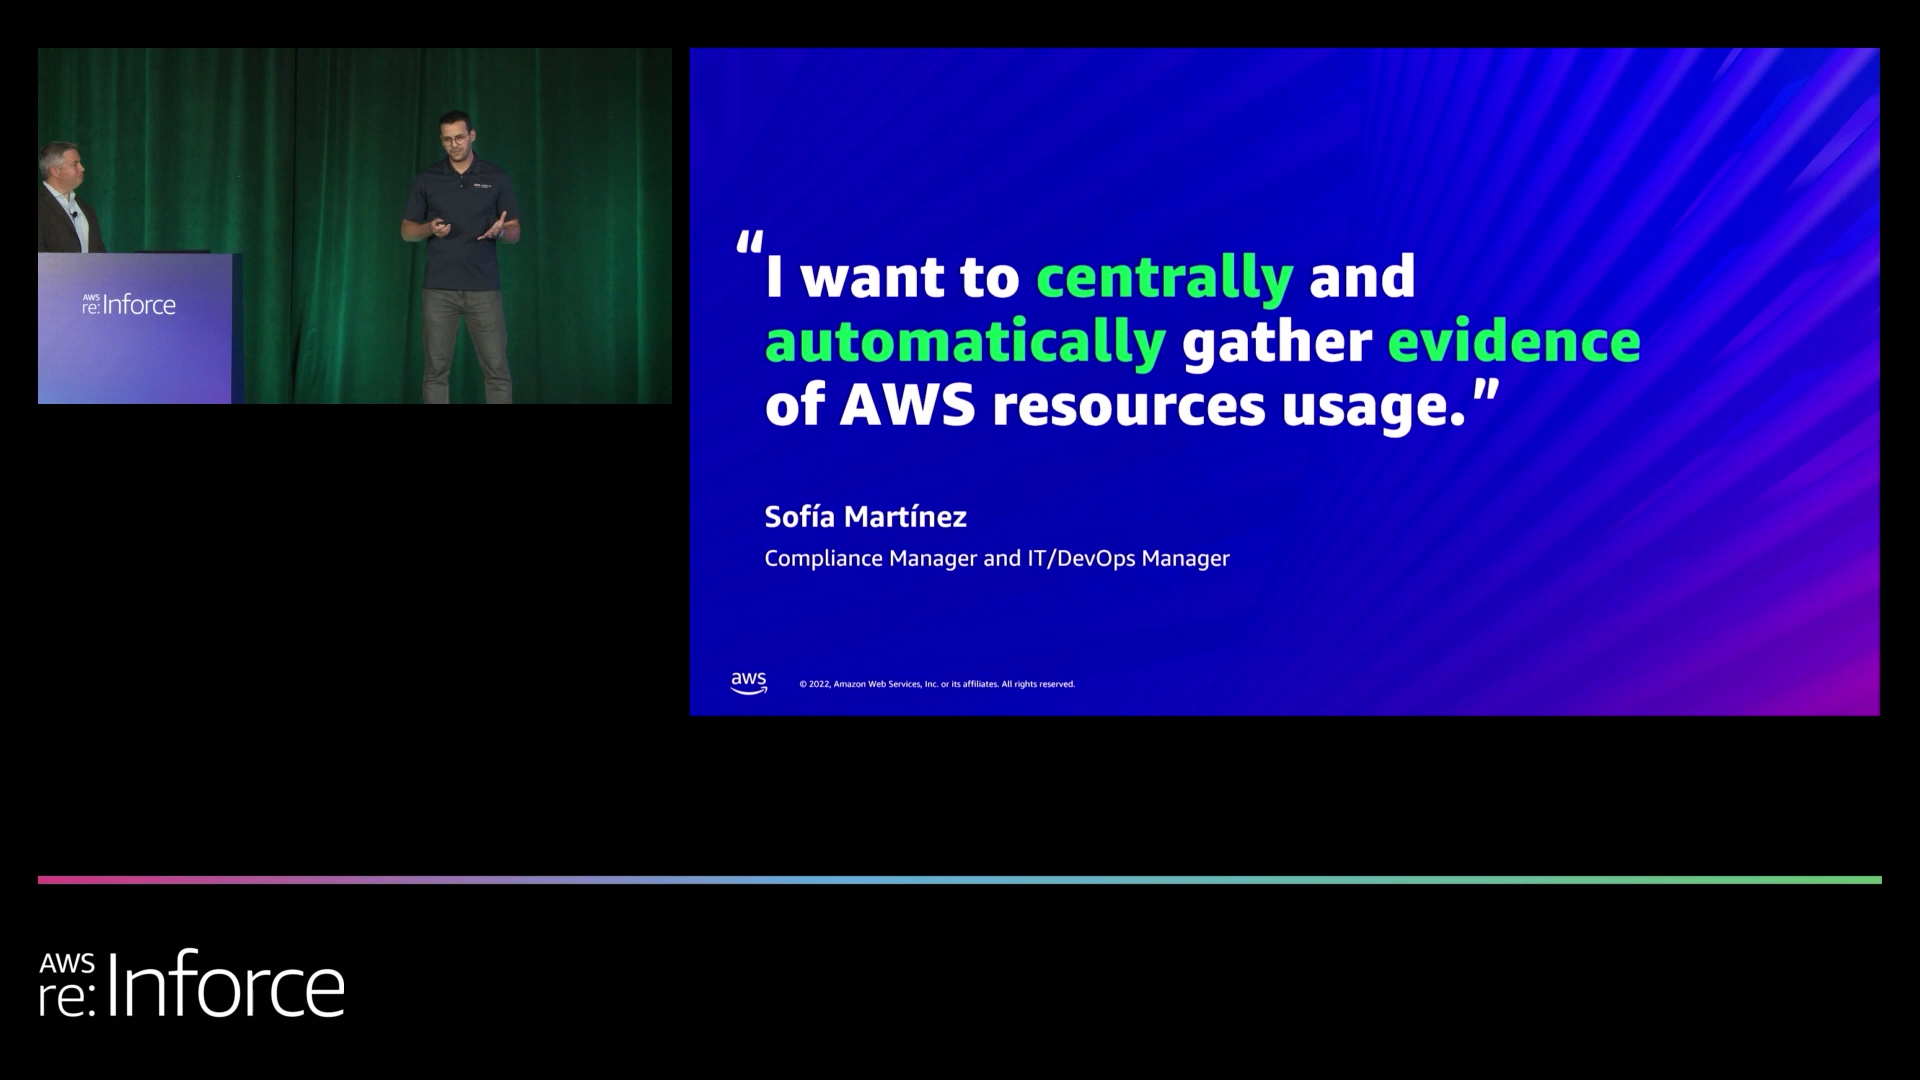 AWS
re:Inforce
“I want to centrally and
automatically gather evidence
of AWS resources usage.”
Sofía Martínez
Compliance Manager and IT/DevOps Manager
aws
© 2022, Amazon Web Services, Inc. or its affiliates. All rights reserved.
AWS
re:Inforce